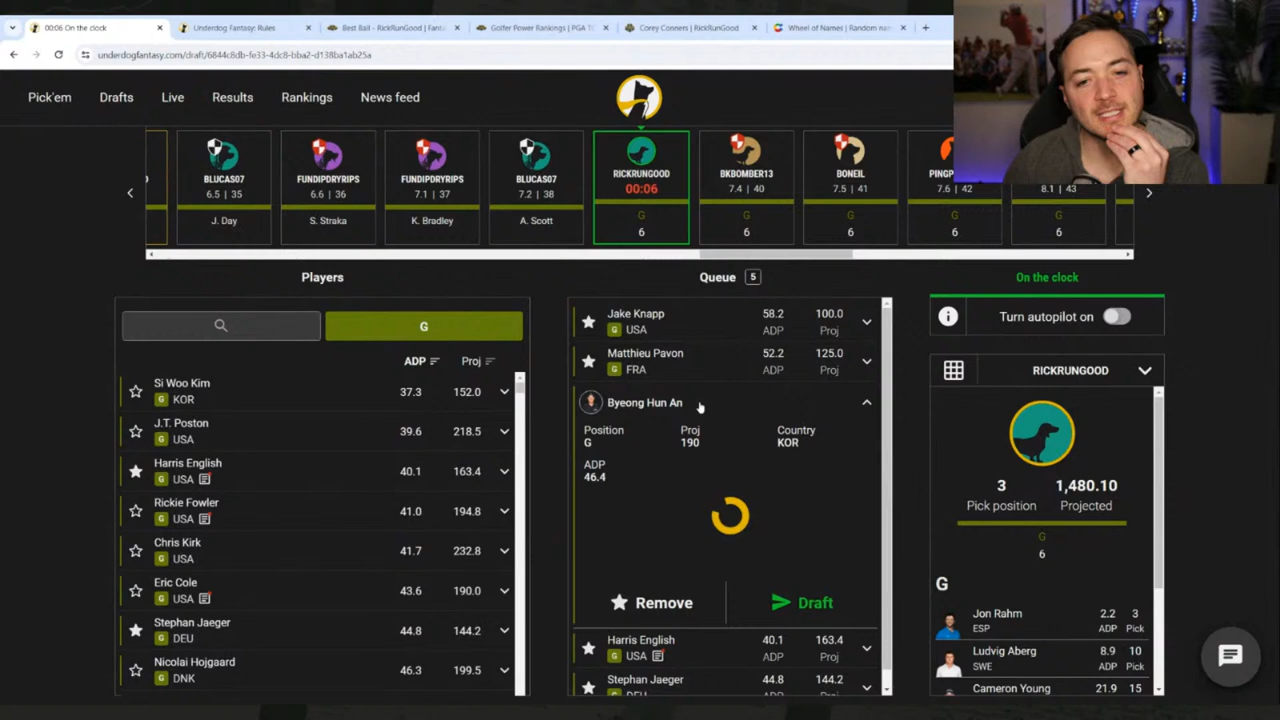 00:06 On the clock
Underdog Fantasy: Rules
Best Ball - RickRunGood | Fanta
Golfer Power Rankings | PGA TO
Corey Conners | RickRunGood
Wheel of Names | Random na
underdogfantasy.com/draft/6844c8db-fe33-4dc8-bba2-d138ba1ab25a
Pick'em
Drafts
Live
Results
Rankings
News feed
BLUCAS07
6.5 | 35
J. Day
FUNDIPDRYRIPS
6.6 | 36
S. Straka
FUNDIPDRYRIPS
7.1 | 37
K. Bradley
BLUCAS07
7.2 | 38
A. Scott
RICKRUNGOOD
00:06
G
6
BKBOMBER13
7.4 | 40
G
6
BONEIL
7.5 | 41
G
6
7.6 | 42
G
6
8.1 | 43
G
6
Players
Queue 5
On the clock
G
ADP Proj
Si Woo Kim
G KOR
37.3 152.0
J.T. Poston
G USA
39.6 218.5
Harris English
G USA
40.1 163.4
Rickie Fowler
G USA
41.0 194.8
Chris Kirk
G USA
41.7 232.8
Eric Cole
G USA
43.6 190.0
Stephan Jaeger
G DEU
44.8 144.2
Nicolai Hojgaard
G DNK
46.3 199.5
Jake Knapp 58.2 100.0
G USA ADP Proj
Matthieu Pavon 52.2 125.0
G FRA ADP Proj
Byeong Hun An
Position Proj Country
G 190 KOR
ADP
46.4
Remove
Draft
Harris English 40.1 163.4
G USA ADP Proj
Stephan Jaeger 44.8 144.2
G DEU ADP Proj
Turn autopilot on
RICKRUNGOOD
3 1,480.10
Pick position Projected
G
6
G
Jon Rahm 2.2 3
ESP ADP Pick
Ludvig Aberg 8.9 10
SWE ADP Pick
Cameron Young 21.9 15